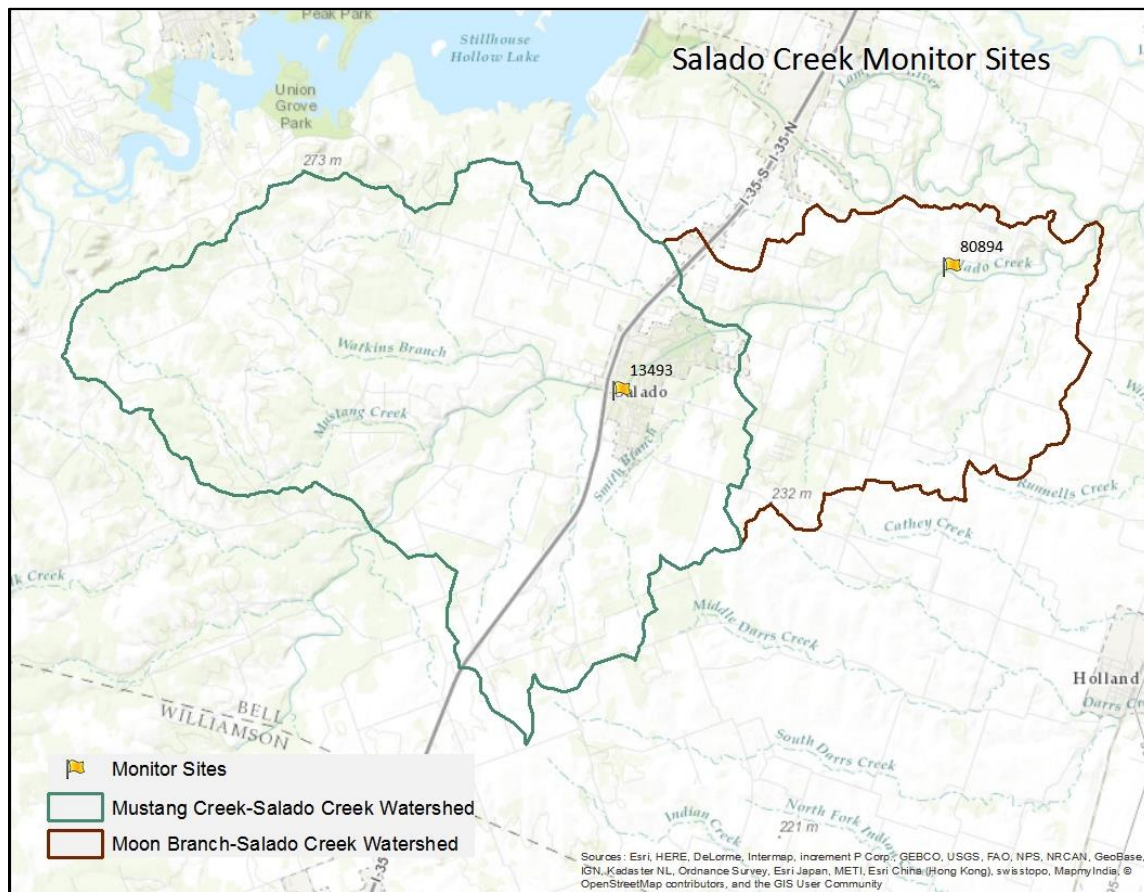 Peak Park
Stillhouse
Hollow Lake
Salado Creek Monitor Sites
Union
Grove
Park
River
I-35-S-I-35-N
273 m
80894
Creek
Watkins Branch
13493
Mustang Creek
Smith Branch
232 m
Runnells Creek
Cathey Creek
Creek
Middle Darrs Creek
Holland
BELL
WILLIAMSON
Darrs
South Darrs Creek
Monitor Sites
Mustang Creek-Salado Creek Watershed
Moon Branch-Salado Creek Watershed
I-35
Indian Creek
North Fork Indian
221 m
Sources: Esri, HERE, DeLorme, Intermap, increment P Corp., GEBCO, USGS, FAO, NPS, NRCAN, GeoBase,
IGN, Kadaster NL, Ordnance Survey, Esri Japan, METI, Esri China (Hong Kong), swisstopo, MapmyIndia, ©
OpenStreetMap contributors, and the GIS User Community